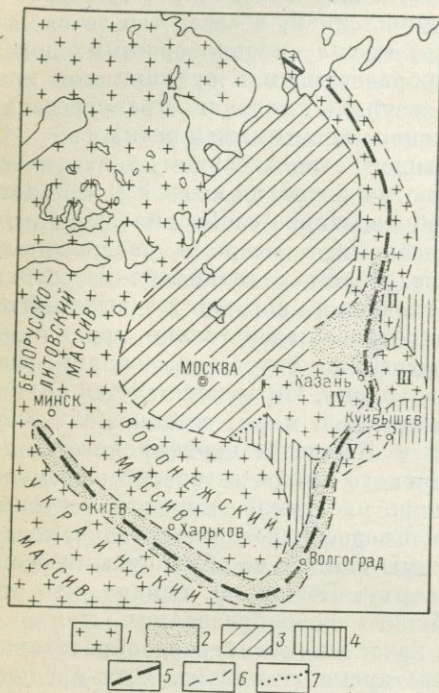 I
II
МОСКВА
Казань
III
IV
БЕЛОРУССКО-
ЛИТОВСКИЙ
МАССИВ
МИНСК
КУЙБЫШЕВ
V
ВОРОНЕЖСКИЙ
МАССИВ
КИЕВ
Харьков
УКРАИНСКИЙ
МАССИВ
Волгоград
1 2 3 4
5 6 7